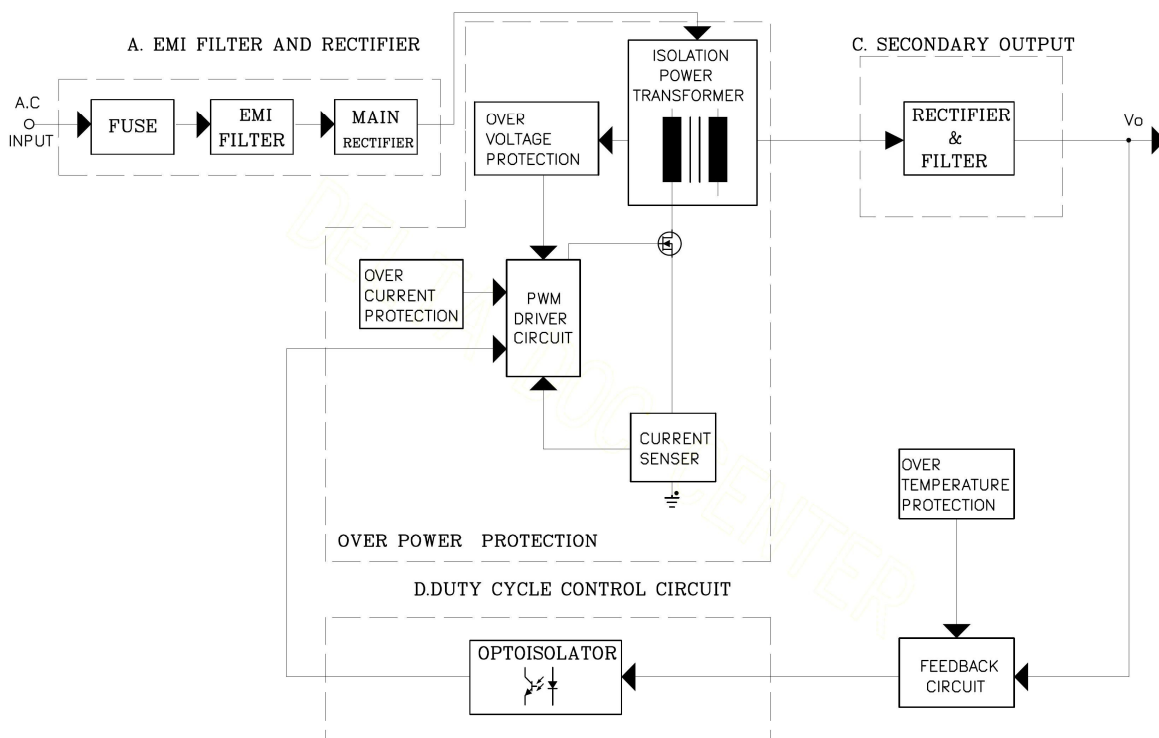 A. EMI FILTER AND RECTIFIER
C. SECONDARY OUTPUT
A.C
INPUT
FUSE
EMI
FILTER
MAIN
RECTIFIER
OVER
VOLTAGE
PROTECTION
ISOLATION
POWER
TRANSFORMER
RECTIFIER
&
FILTER
Vo
OVER
CURRENT
PROTECTION
PWM
DRIVER
CIRCUIT
CURRENT
SENSER
OVER
TEMPERATURE
PROTECTION
OVER POWER PROTECTION
D.DUTY CYCLE CONTROL CIRCUIT
OPTOISOLATOR
FEEDBACK
CIRCUIT